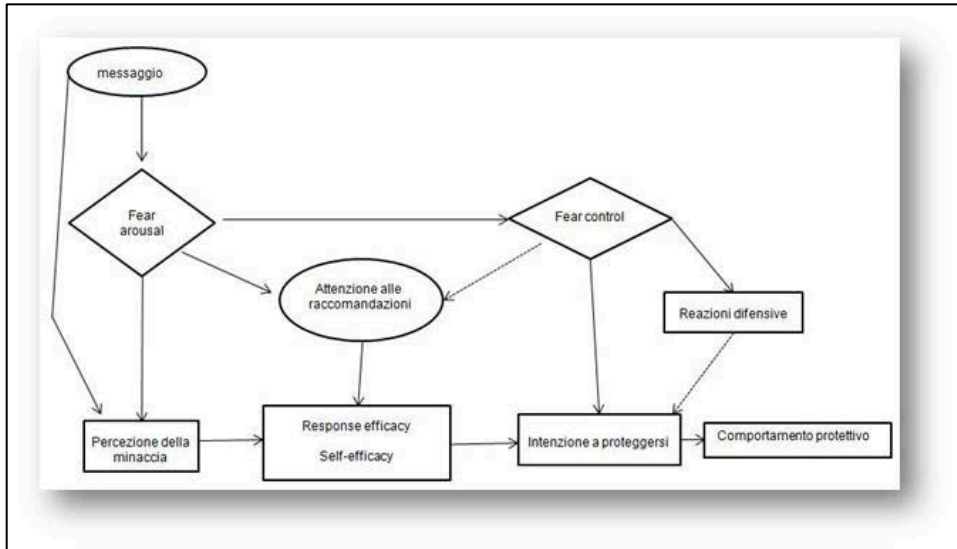 messaggio
Fear
arousal
Fear control
Attenzione alle
raccomandazioni
Reazioni difensive
Percezione della
minaccia
Response efficacy
Self-efficacy
Intenzione a proteggersi
Comportamento protettivo